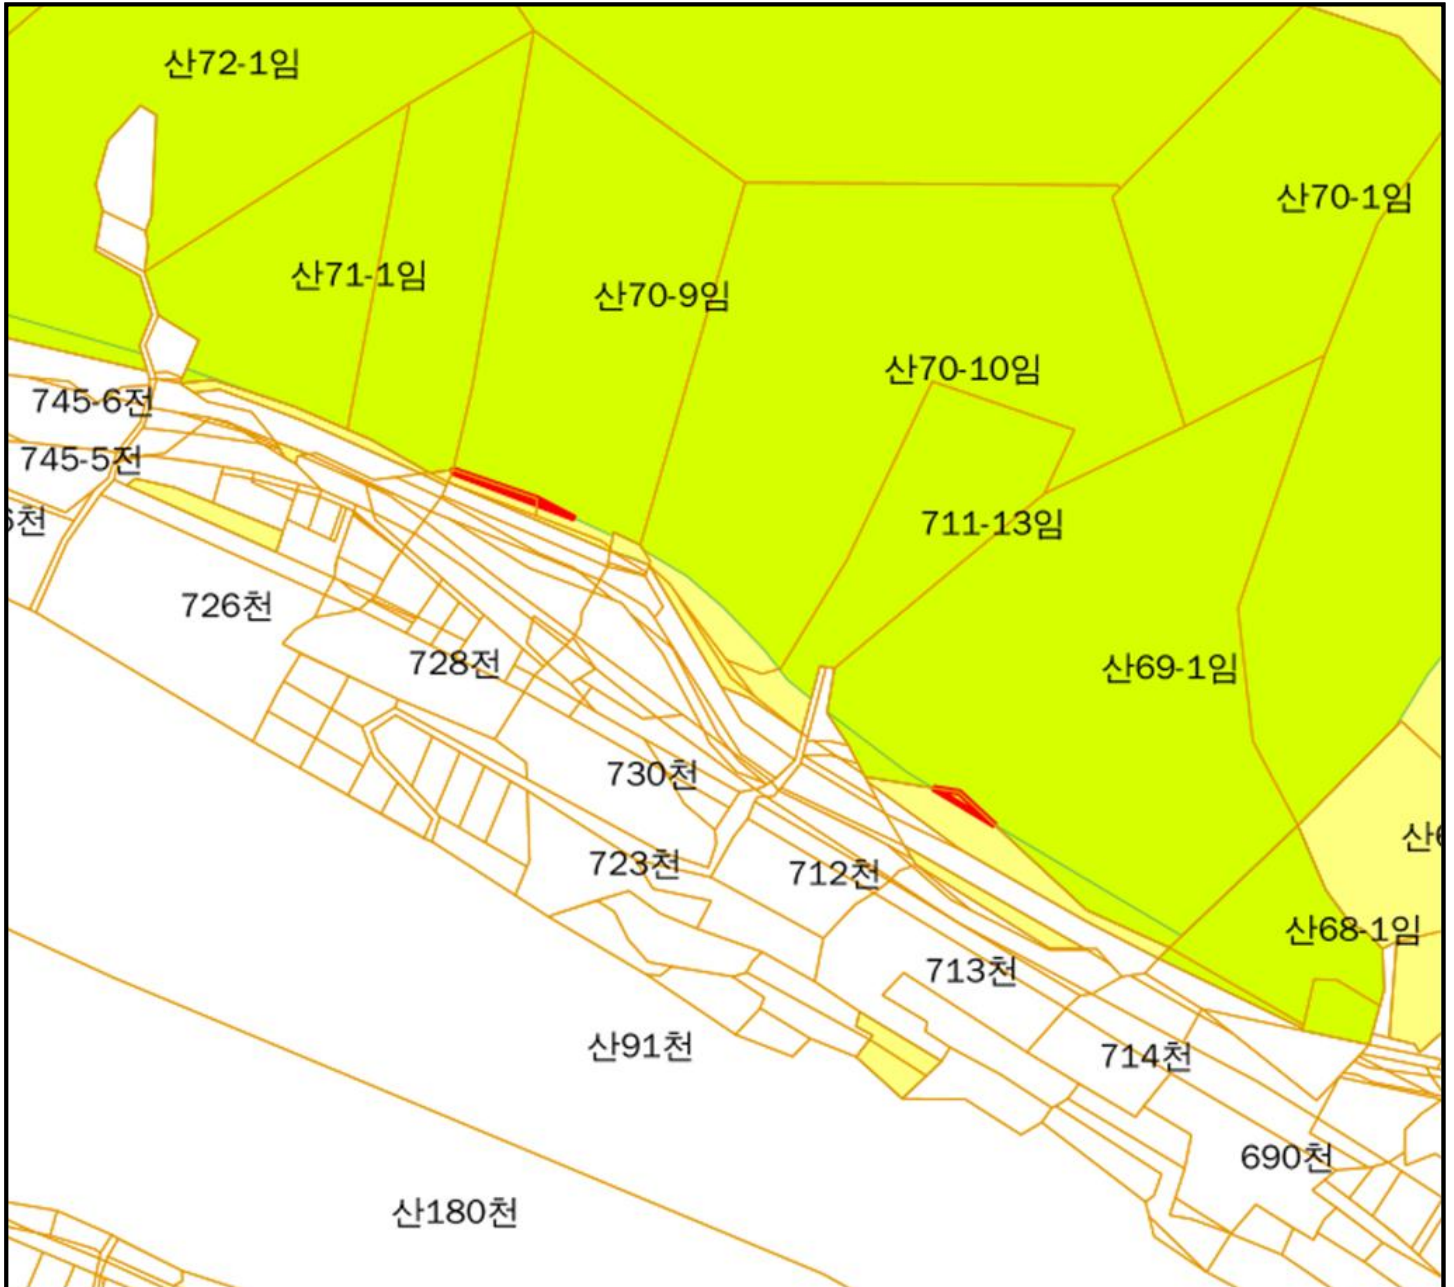 산72-1임
산70-1임
산71-1임
산70-9임
산70-10임
745-6전
745-5전
천
711-13임
726천
728전
산69-1임
730천
723천
712천
산68-1임
713천
산91천
714천
690천
산180천